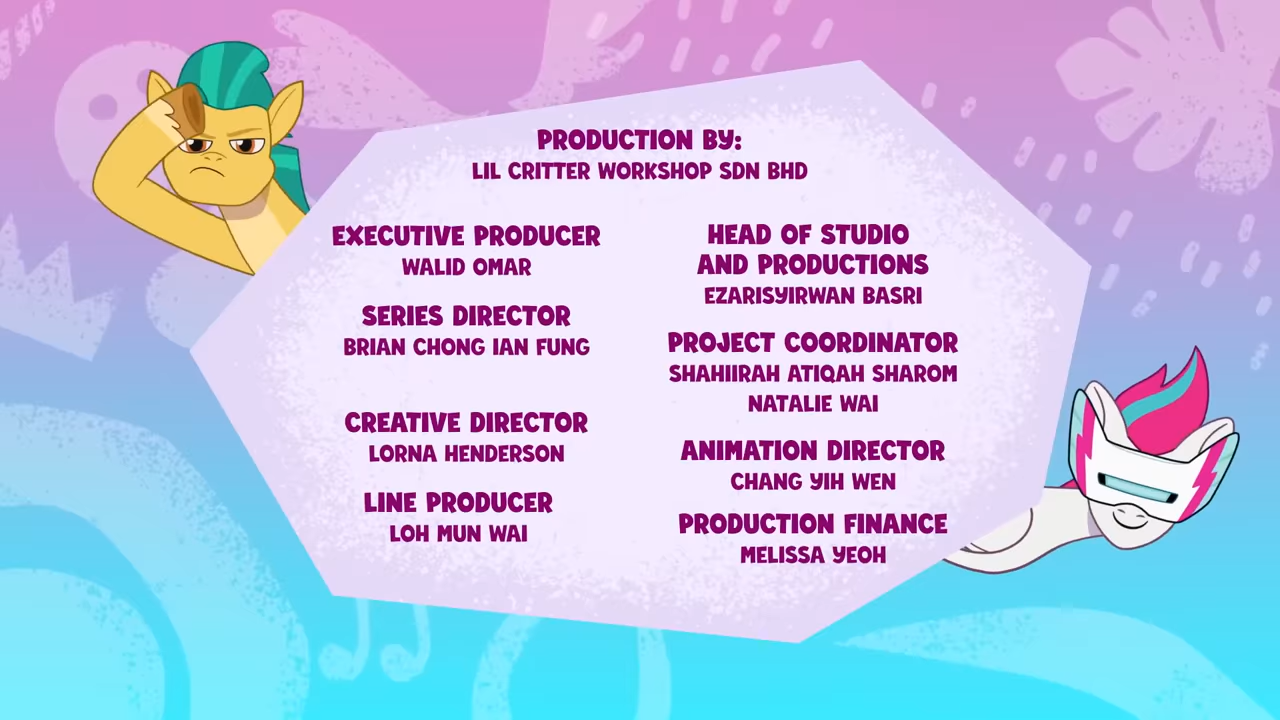 PRODUCTION BY:
LIL CRITTER WORKSHOP SDN BHD
EXECUTIVE PRODUCER
WALID OMAR
SERIES DIRECTOR
BRIAN CHONG IAN FUNG
CREATIVE DIRECTOR
LORNA HENDERSON
LINE PRODUCER
LOH MUN WAI
HEAD OF STUDIO
AND PRODUCTIONS
EZARISYIRWAN BASRI
PROJECT COORDINATOR
SHAHIIRAH ATIQAH SHAROM
NATALIE WAI
ANIMATION DIRECTOR
CHANG YIH WEN
PRODUCTION FINANCE
MELISSA YEOH